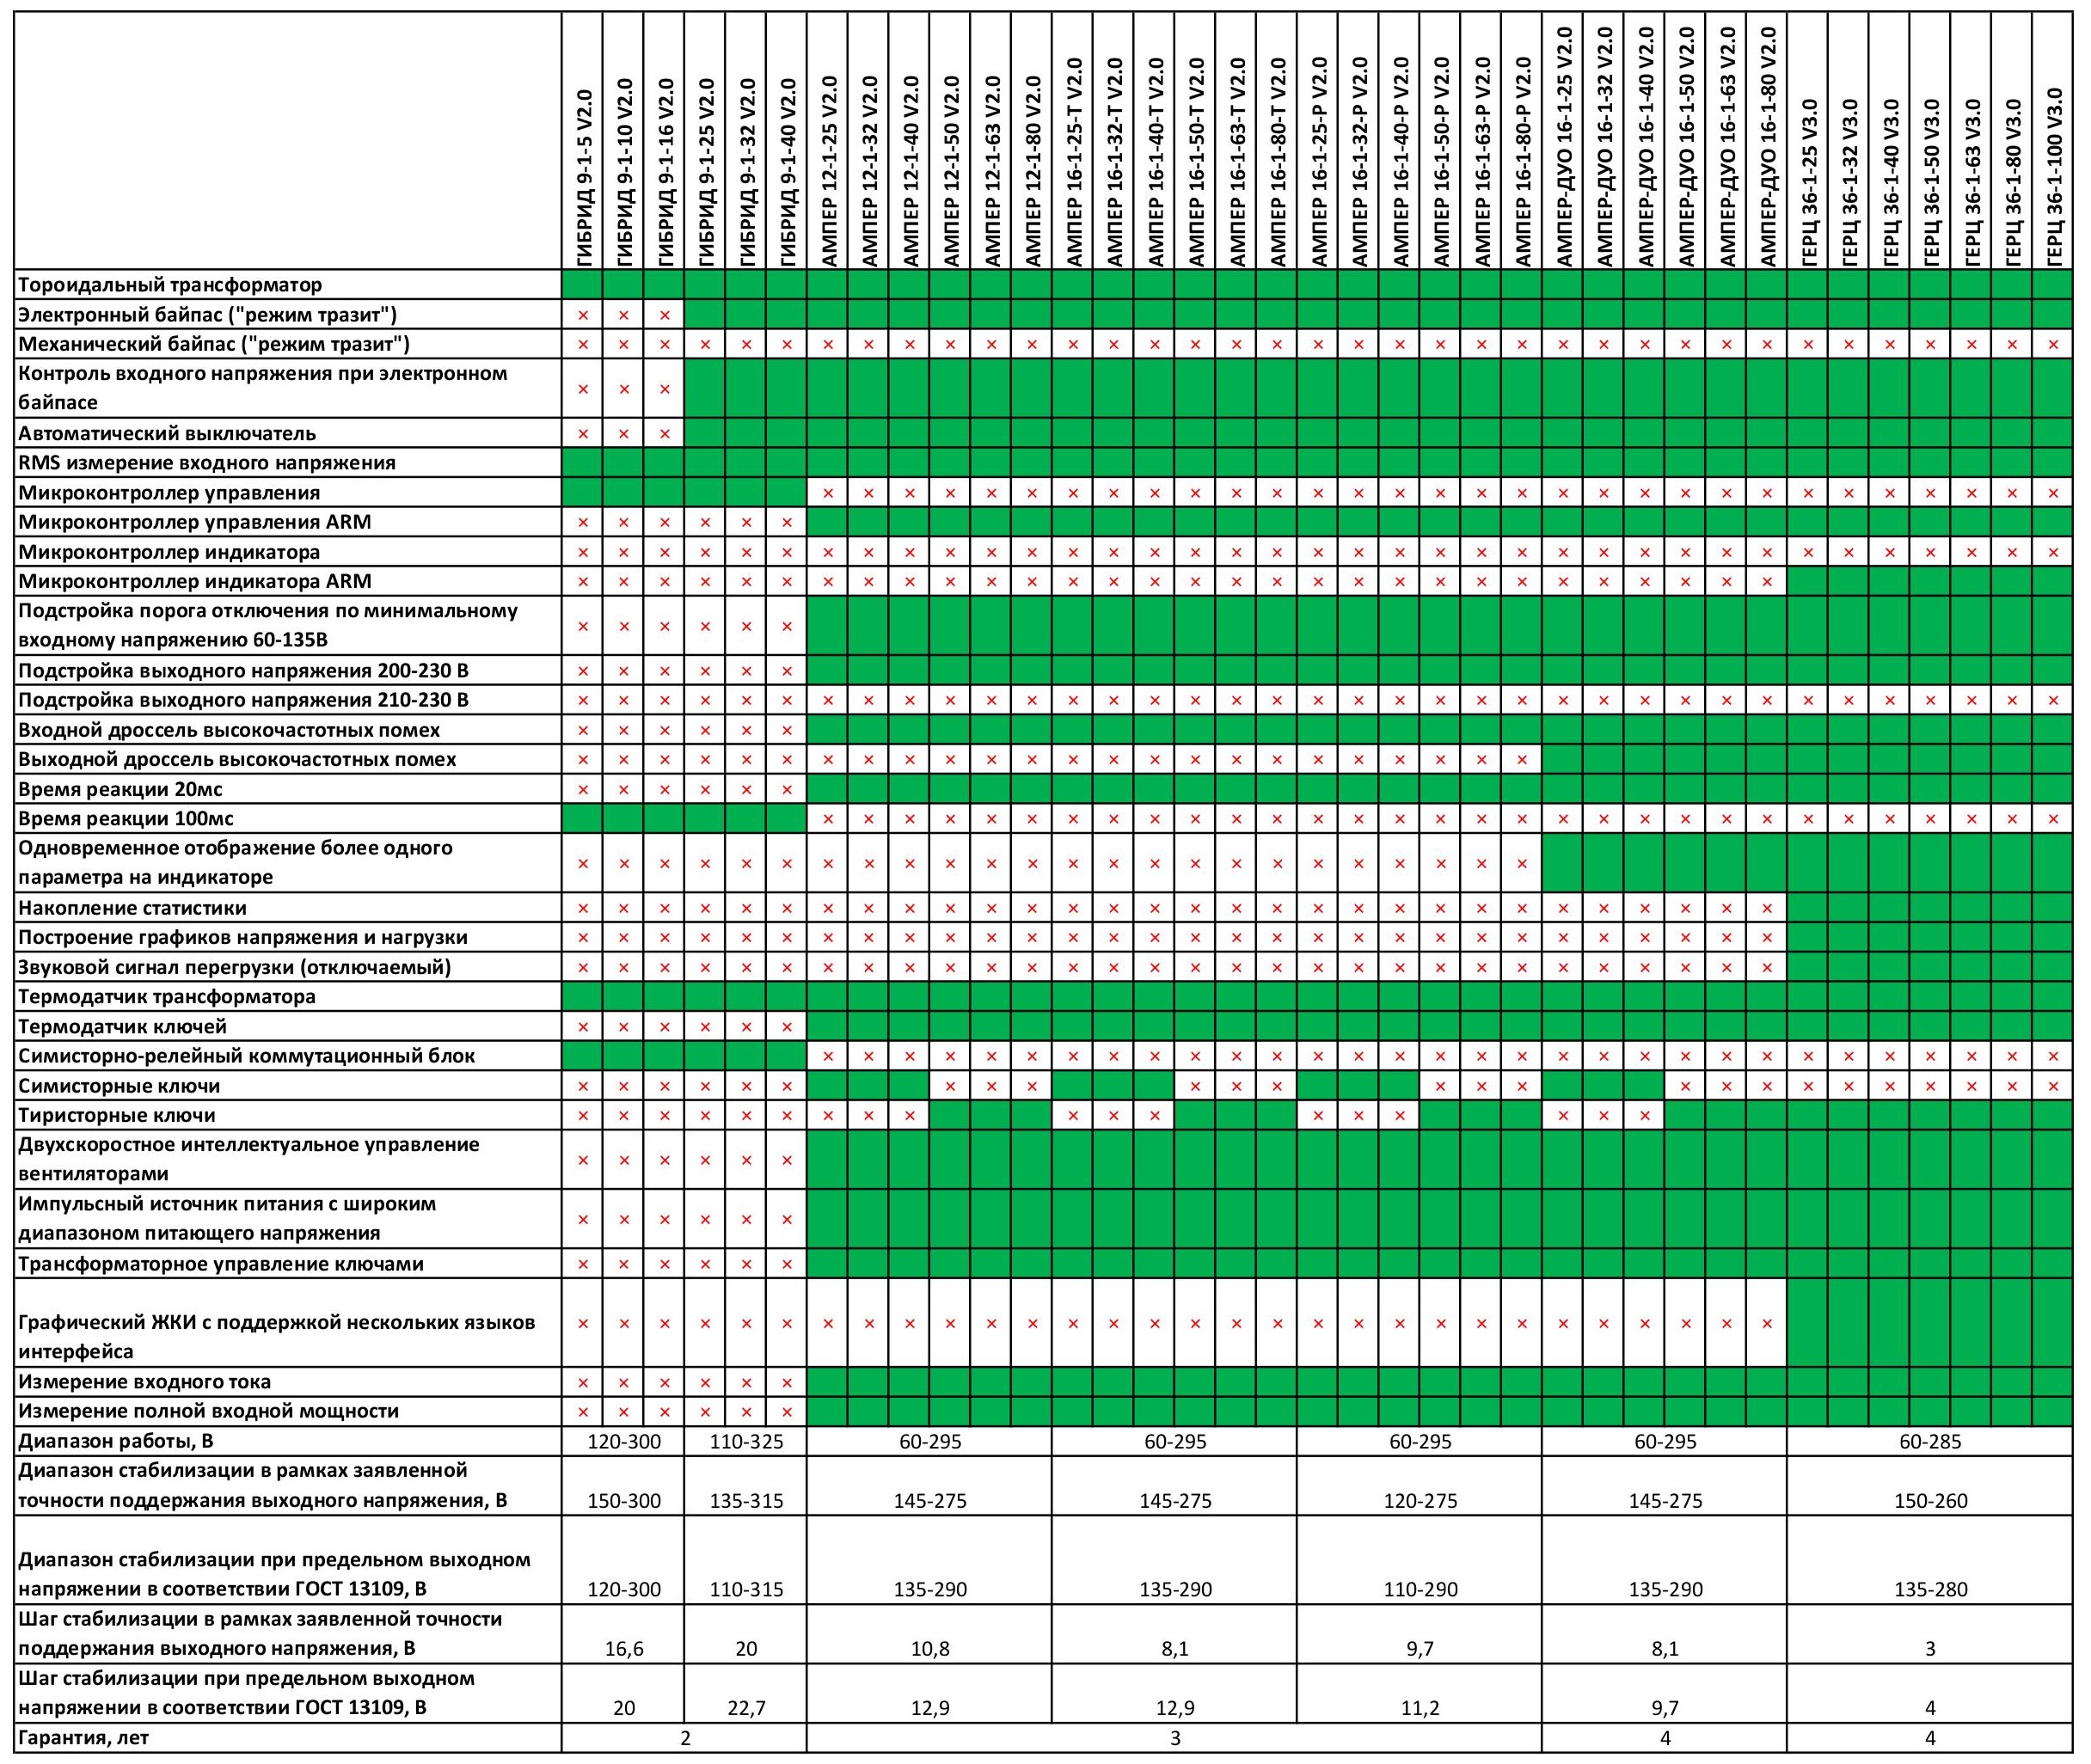 ГИБРИД 9-1-5 V2.0
ГИБРИД 9-1-10 V2.0
ГИБРИД 9-1-16 V2.0
ГИБРИД 9-1-25 V2.0
ГИБРИД 9-1-32 V2.0
ГИБРИД 9-1-40 V2.0
АМПЕР 12-1-25 V2.0
АМПЕР 12-1-32 V2.0
АМПЕР 12-1-40 V2.0
АМПЕР 12-1-50 V2.0
АМПЕР 12-1-63 V2.0
АМПЕР 12-1-80 V2.0
АМПЕР 16-1-25-Т V2.0
АМПЕР 16-1-32-Т V2.0
АМПЕР 16-1-40-Т V2.0
АМПЕР 16-1-50-Т V2.0
АМПЕР 16-1-63-Т V2.0
АМПЕР 16-1-80-Т V2.0
АМПЕР 16-1-25-Р V2.0
АМПЕР 16-1-32-Р V2.0
АМПЕР 16-1-40-Р V2.0
АМПЕР 16-1-50-Р V2.0
АМПЕР 16-1-63-Р V2.0
АМПЕР 16-1-80-Р V2.0
АМПЕР-ДУО 16-1-25 V2.0
АМПЕР-ДУО 16-1-32 V2.0
АМПЕР-ДУО 16-1-40 V2.0
АМПЕР-ДУО 16-1-50 V2.0
АМПЕР-ДУО 16-1-63 V2.0
АМПЕР-ДУО 16-1-80 V2.0
ГЕРЦ 36-1-25 V3.0
ГЕРЦ 36-1-32 V3.0
ГЕРЦ 36-1-40 V3.0
ГЕРЦ 36-1-50 V3.0
ГЕРЦ 36-1-63 V3.0
ГЕРЦ 36-1-80 V3.0
ГЕРЦ 36-1-100 V3.0
Тороидальный трансформатор
Электронный байпас ("режим тразит")
Механический байпас ("режим тразит")
Контроль входного напряжения при электронном
байпасе
Автоматический выключатель
RMS измерение входного напряжения
Микроконтроллер управления
Микроконтроллер управления ARM
Микроконтроллер индикатора
Микроконтроллер индикатора ARM
Подстройка порога отключения по минимальному
входному напряжению 60-135В
Подстройка выходного напряжения 200-230 В
Подстройка выходного напряжения 210-230 В
Входной дроссель высокочастотных помех
Выходной дроссель высокочастотных помех
Время реакции 20мс
Время реакции 100мс
Одновременное отображение более одного
параметра на индикаторе
Накопление статистики
Построение графиков напряжения и нагрузки
Звуковой сигнал перегрузки (отключаемый)
Термодатчик трансформатора
Термодатчик ключей
Симисторно-релейный коммутационный блок
Симисторные ключи
Тиристорные ключи
Двухскоростное интеллектуальное управление
вентиляторами
Импульсный источник питания с широким
диапазоном питающего напряжения
Трансформаторное управление ключами
Графический ЖКИ с поддержкой нескольких языков
интерфейса
Измерение входного тока
Измерение полной входной мощности
Диапазон работы, В 120-300 110-325 60-295 60-295 60-295 60-295 60-285
Диапазон стабилизации в рамках заявленной
точности поддержания выходного напряжения, В 150-300 135-315 145-275 145-275 120-275 145-275 150-260
Диапазон стабилизации при предельном выходном
напряжении в соответствии ГОСТ 13109, В 120-300 110-315 135-290 135-290 110-290 135-290 135-280
Шаг стабилизации в рамках заявленной точности
поддержания выходного напряжения, В 16,6 20 10,8 8,1 9,7 8,1 3
Шаг стабилизации при предельном выходном
напряжении в соответствии ГОСТ 13109, В 20 22,7 12,9 12,9 11,2 9,7 4
Гарантия, лет 2 3 4 4